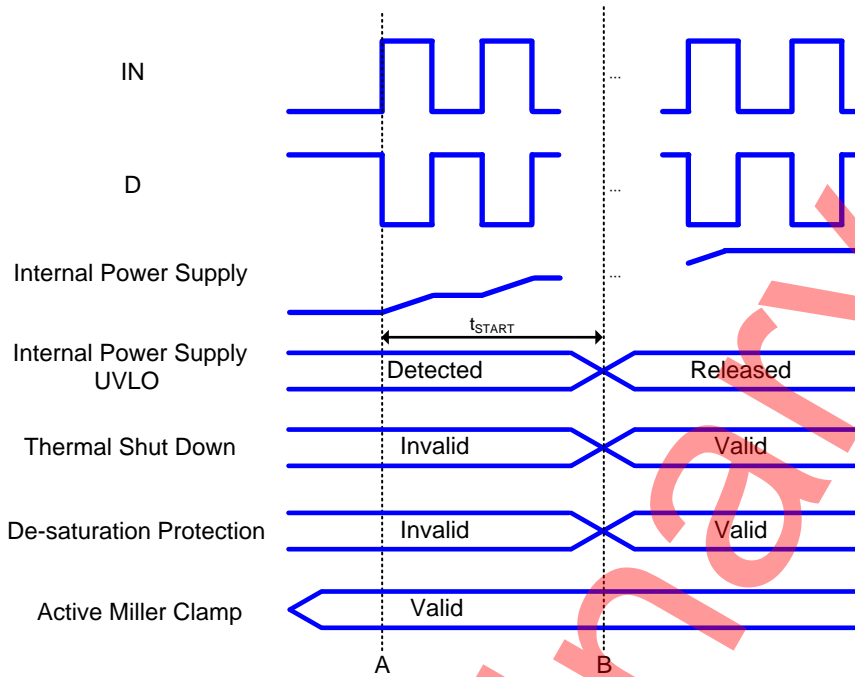 IN
...
...
D
...
...
Internal Power Supply
...
tSTART
Internal Power Supply
UVLO
Detected
Released
Thermal Shut Down
Invalid
Valid
De-saturation Protection
Invalid
Valid
Active Miller Clamp
Valid
A
B